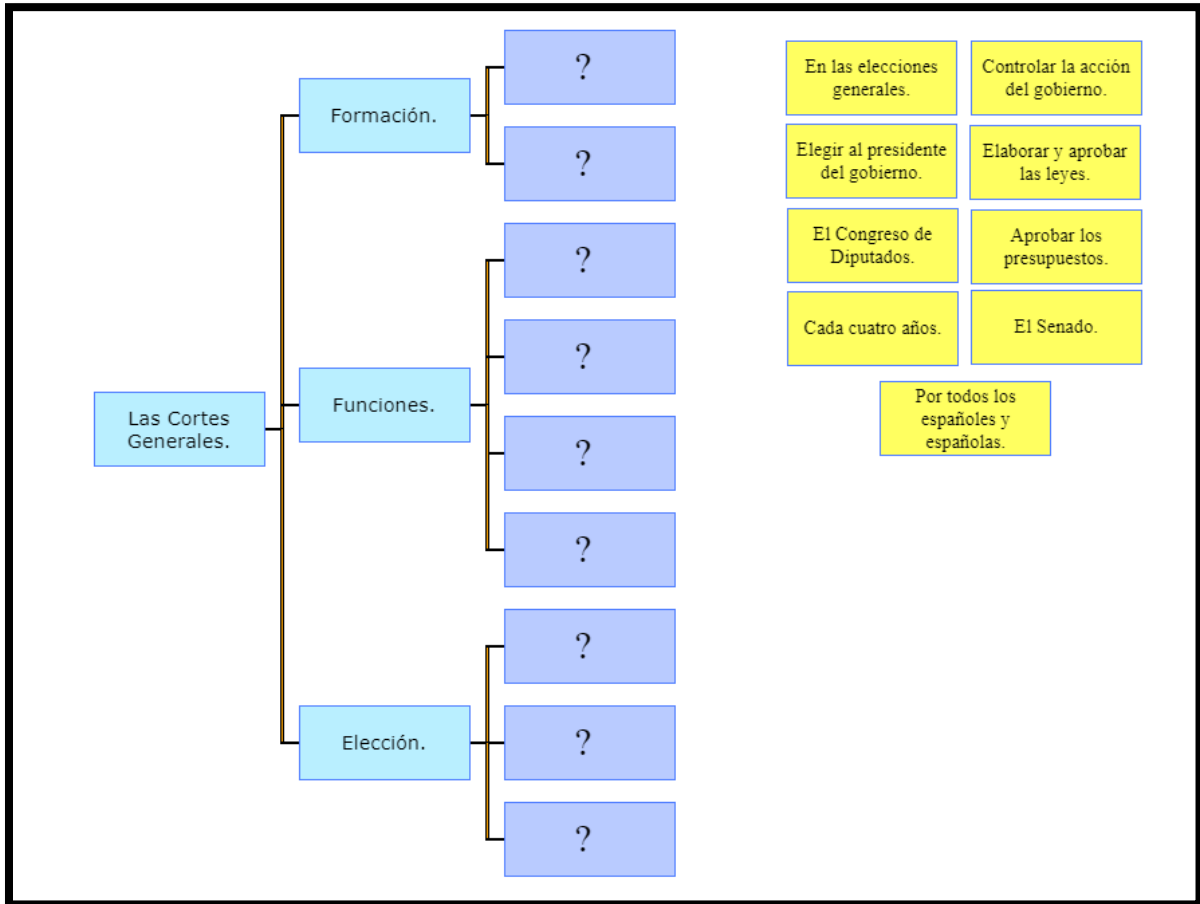 Las Cortes
Generales.
Formación.
?
?
Funciones.
?
?
?
?
Elección.
?
?
?
En las elecciones
generales.
Controlar la acción
del gobierno.
Elegir al presidente
del gobierno.
Elaborar y aprobar
las leyes.
El Congreso de
Diputados.
Aprobar los
presupuestos.
Cada cuatro años.
El Senado.
Por todos los
españoles y
españolas.